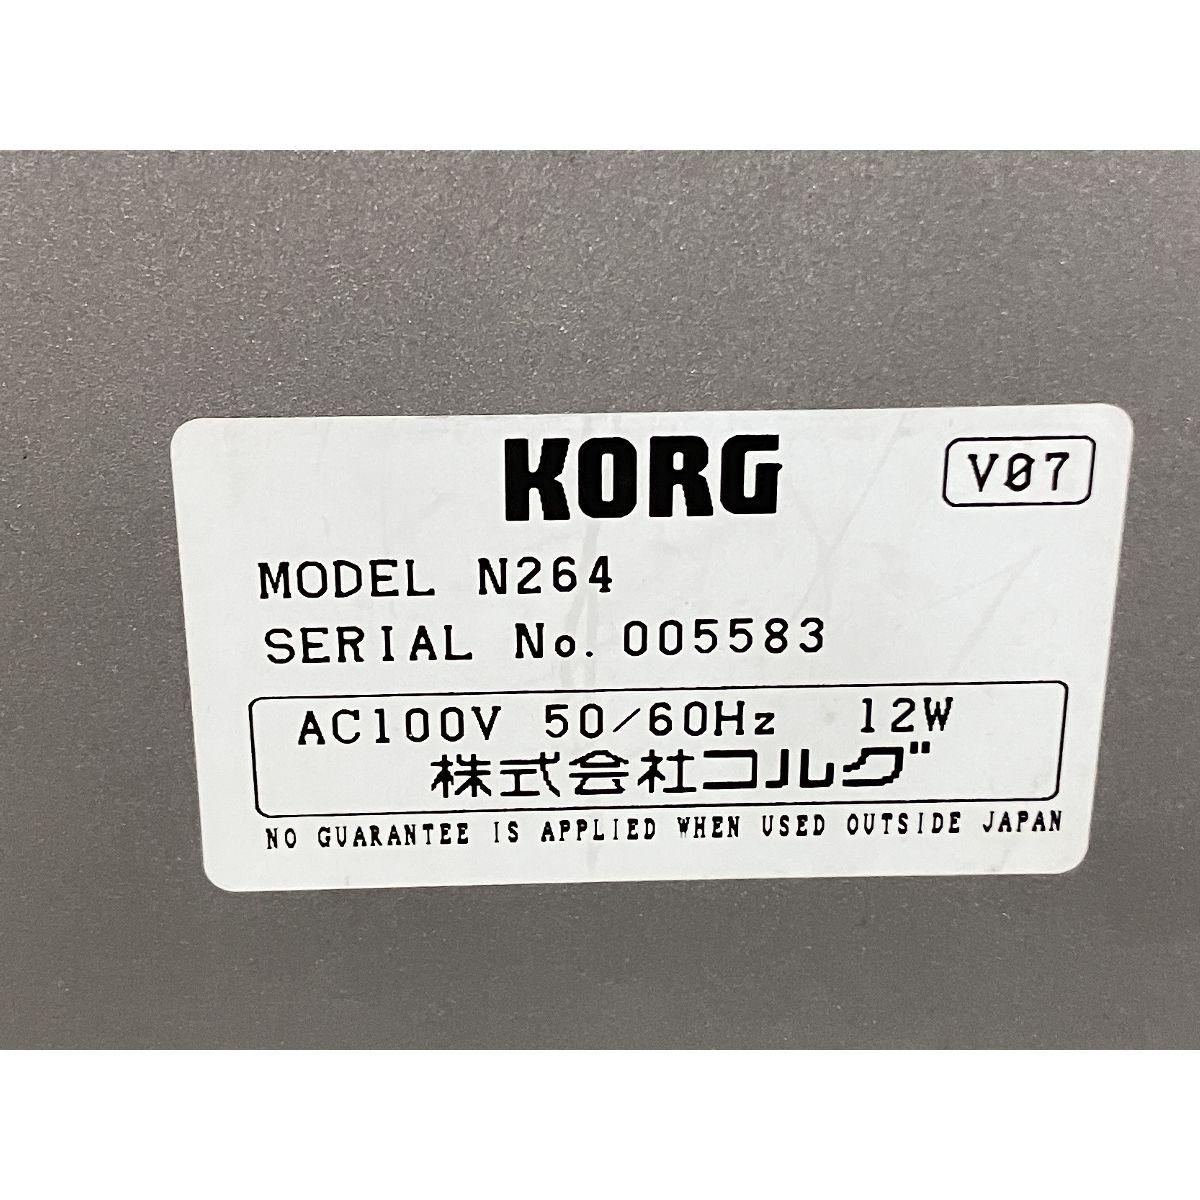 KORG
V07
MODEL N264
SERIAL No. 005583
AC100V 50/60Hz 12W
株式会社コルグ
NO GUARANTEE IS APPLIED WHEN USED OUTSIDE JAPAN